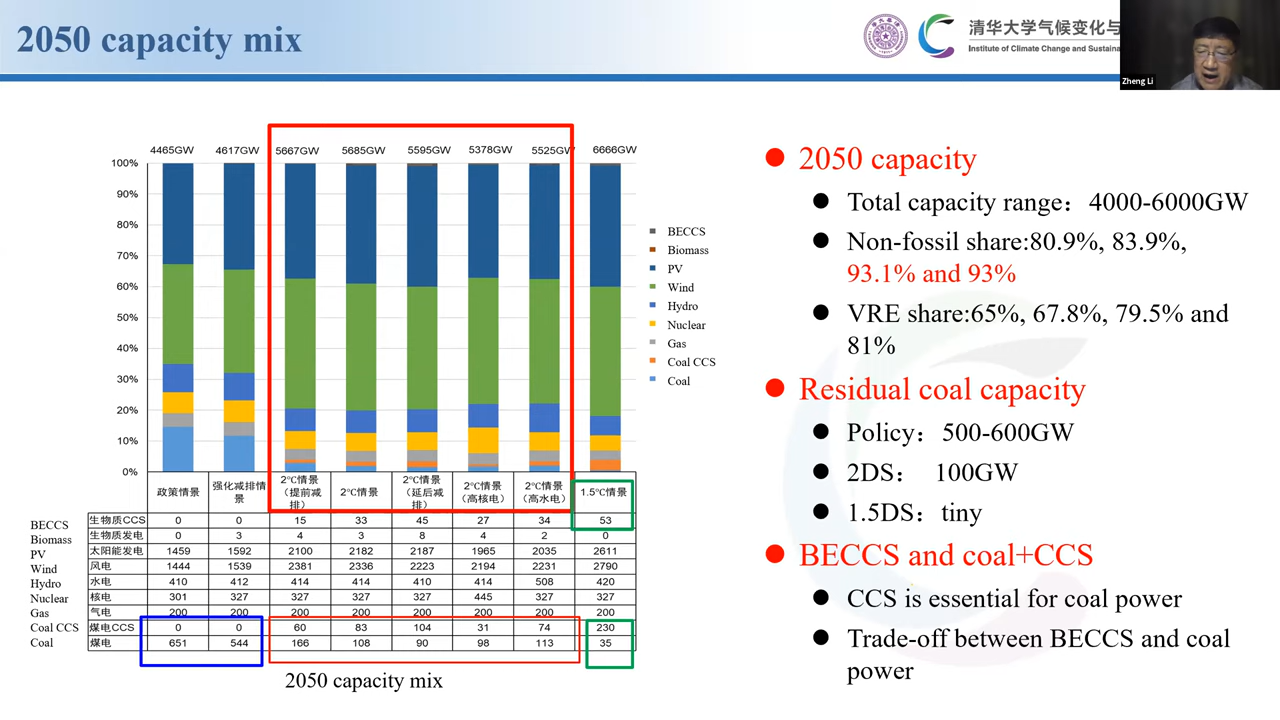 2050 capacity mix
清华大学气候变化与
Institute of Climate Change and Sustaina
Zheng Li
4465GW 4617GW 5667GW 5685GW 5595GW 5378GW 5525GW 6666GW
100%
90%
80%
70%
60%
50%
40%
30%
20%
10%
0%
BECCS
Biomass
PV
Wind
Hydro
Nuclear
Gas
Coal CCS
Coal
政策情景 强化减排情景 2℃情景（提前减排） 2℃情景 2℃情景（延后减排） 2℃情景（高核电） 2℃情景（高水电） 1.5℃情景
BECCS 生物质CCS 0 0 15 33 45 27 34 53
Biomass 生物质发电 0 3 4 3 8 4 2 0
PV 太阳能发电 1459 1592 2100 2182 2187 1965 2035 2611
Wind 风电 1444 1539 2381 2336 2223 2194 2231 2790
Hydro 水电 410 412 414 414 410 414 508 420
Nuclear 核电 301 327 327 327 327 445 327 327
Gas 气电 200 200 200 200 200 200 200 200
Coal CCS 煤电CCS 0 0 60 83 104 31 74 230
Coal 煤电 651 544 166 108 90 98 113 35
2050 capacity mix
2050 capacity
Total capacity range：4000-6000GW
Non-fossil share:80.9%, 83.9%,
93.1% and 93%
VRE share:65%, 67.8%, 79.5% and
81%
Residual coal capacity
Policy：500-600GW
2DS： 100GW
1.5DS：tiny
BECCS and coal+CCS
CCS is essential for coal power
Trade-off between BECCS and coal
power